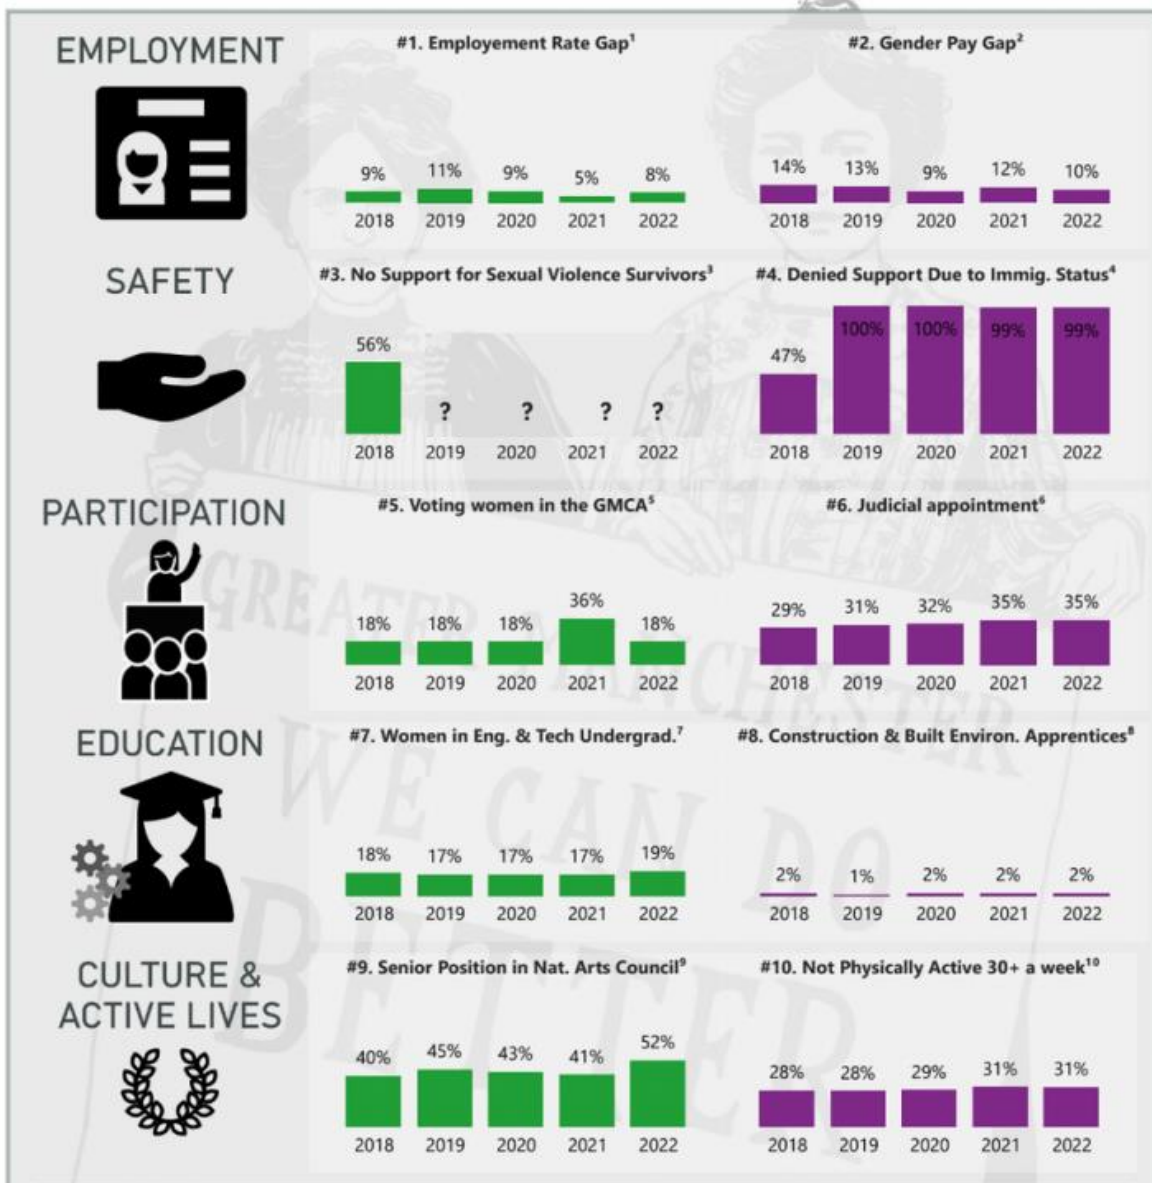 EMPLOYMENT
#1. Employement Rate Gap¹
9% 11% 9% 5% 8%
2018 2019 2020 2021 2022
#2. Gender Pay Gap²
14% 13% 9% 12% 10%
2018 2019 2020 2021 2022
SAFETY
#3. No Support for Sexual Violence Survivors³
56% ? ? ? ?
2018 2019 2020 2021 2022
#4. Denied Support Due to Immig. Status⁴
47% 100% 100% 99% 99%
2018 2019 2020 2021 2022
PARTICIPATION
#5. Voting women in the GMCA⁵
18% 18% 18% 36% 18%
2018 2019 2020 2021 2022
#6. Judicial appointment⁶
29% 31% 32% 35% 35%
2018 2019 2020 2021 2022
EDUCATION
#7. Women in Eng. & Tech Undergrad.⁷
18% 17% 17% 17% 19%
2018 2019 2020 2021 2022
#8. Construction & Built Environ. Apprentices⁸
2% 1% 2% 2% 2%
2018 2019 2020 2021 2022
CULTURE &
ACTIVE LIVES
#9. Senior Position in Nat. Arts Council⁹
40% 45% 43% 41% 52%
2018 2019 2020 2021 2022
#10. Not Physically Active 30+ a week¹⁰
28% 28% 29% 31% 31%
2018 2019 2020 2021 2022
GREATER MANCHESTER
WE CAN DO
BETTER